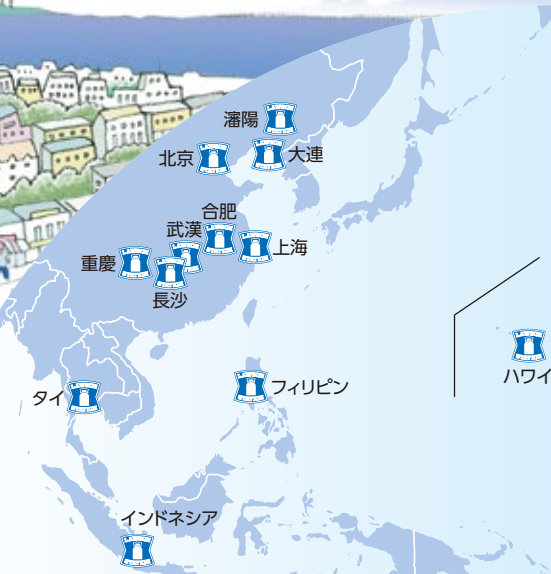 瀋陽
北京
大連
合肥
武漢
上海
重慶
長沙
タイ
フィリピン
ハワイ
インドネシア